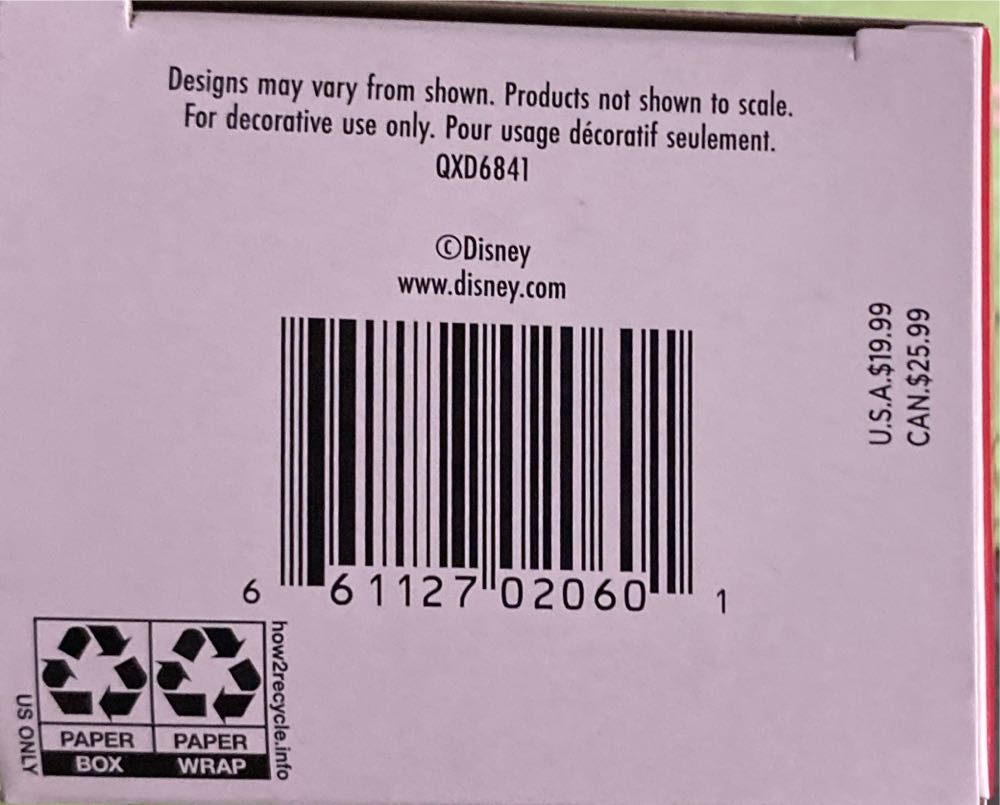 Designs may vary from shown. Products not shown to scale.
For decorative use only. Pour usage décoratif seulement.
QXD6841
©Disney
www.disney.com
U.S.A.$19.99
CAN.$25.99
6 61127 02060 1
how2recycle.info
US ONLY
PAPER PAPER
BOX WRAP